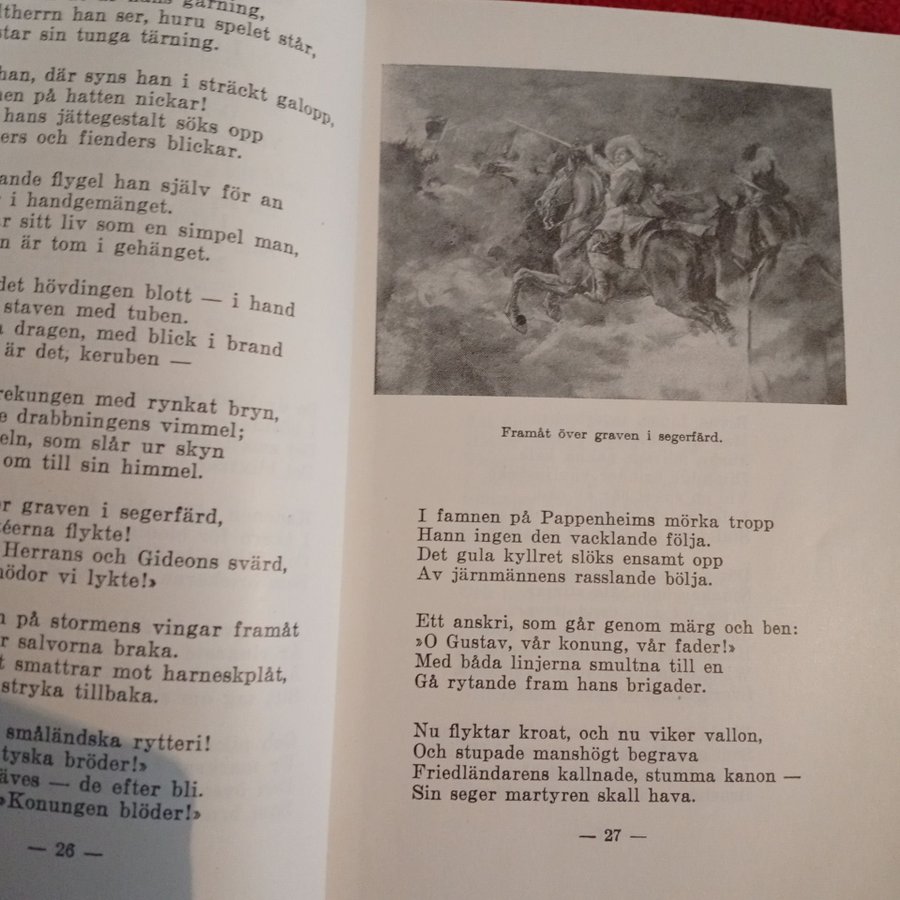 gärning,
ltherrn han ser, huru spelet står,
star sin tunga tärning.
han, där syns han i sträckt galopp,
nen på hatten nickar!
hans jättegestalt söks opp
ers och fienders blickar.
ande flygel han själv för an
i handgemänget.
r sitt liv som en simpel man,
n är tom i gehänget.
det hövdingen blott — i hand
staven med tuben.
dragen, med blick i brand
är det, keruben —
rekungen med rynkat bryn,
e drabbningens vimmel;
eln, som slår ur skyn
om till sin himmel.
r graven i segerfärd,
éerna flykte!
Herrans och Gideons svärd,
nödor vi lykte!»
n på stormens vingar framåt
r salvorna braka.
t smattrar mot harneskplåt,
stryka tillbaka.
småländska rytteri!
tyska bröder!»
äves — de efter bli.
»Konungen blöder!»
— 26 —
Framåt över graven i segerfärd.
I famnen på Pappenheims mörka tropp
Hann ingen den vacklande följa.
Det gula kyllret slöks ensamt opp
Av järnmännens rasslande bölja.
Ett anskri, som går genom märg och ben:
»O Gustav, vår konung, vår fader!»
Med båda linjerna smultna till en
Gå rytande fram hans brigader.
Nu flyktar kroat, och nu viker vallon,
Och stupade manshögt begrava
Friedländarens kallnade, stumma kanon —
Sin seger martyren skall hava.
— 27 —